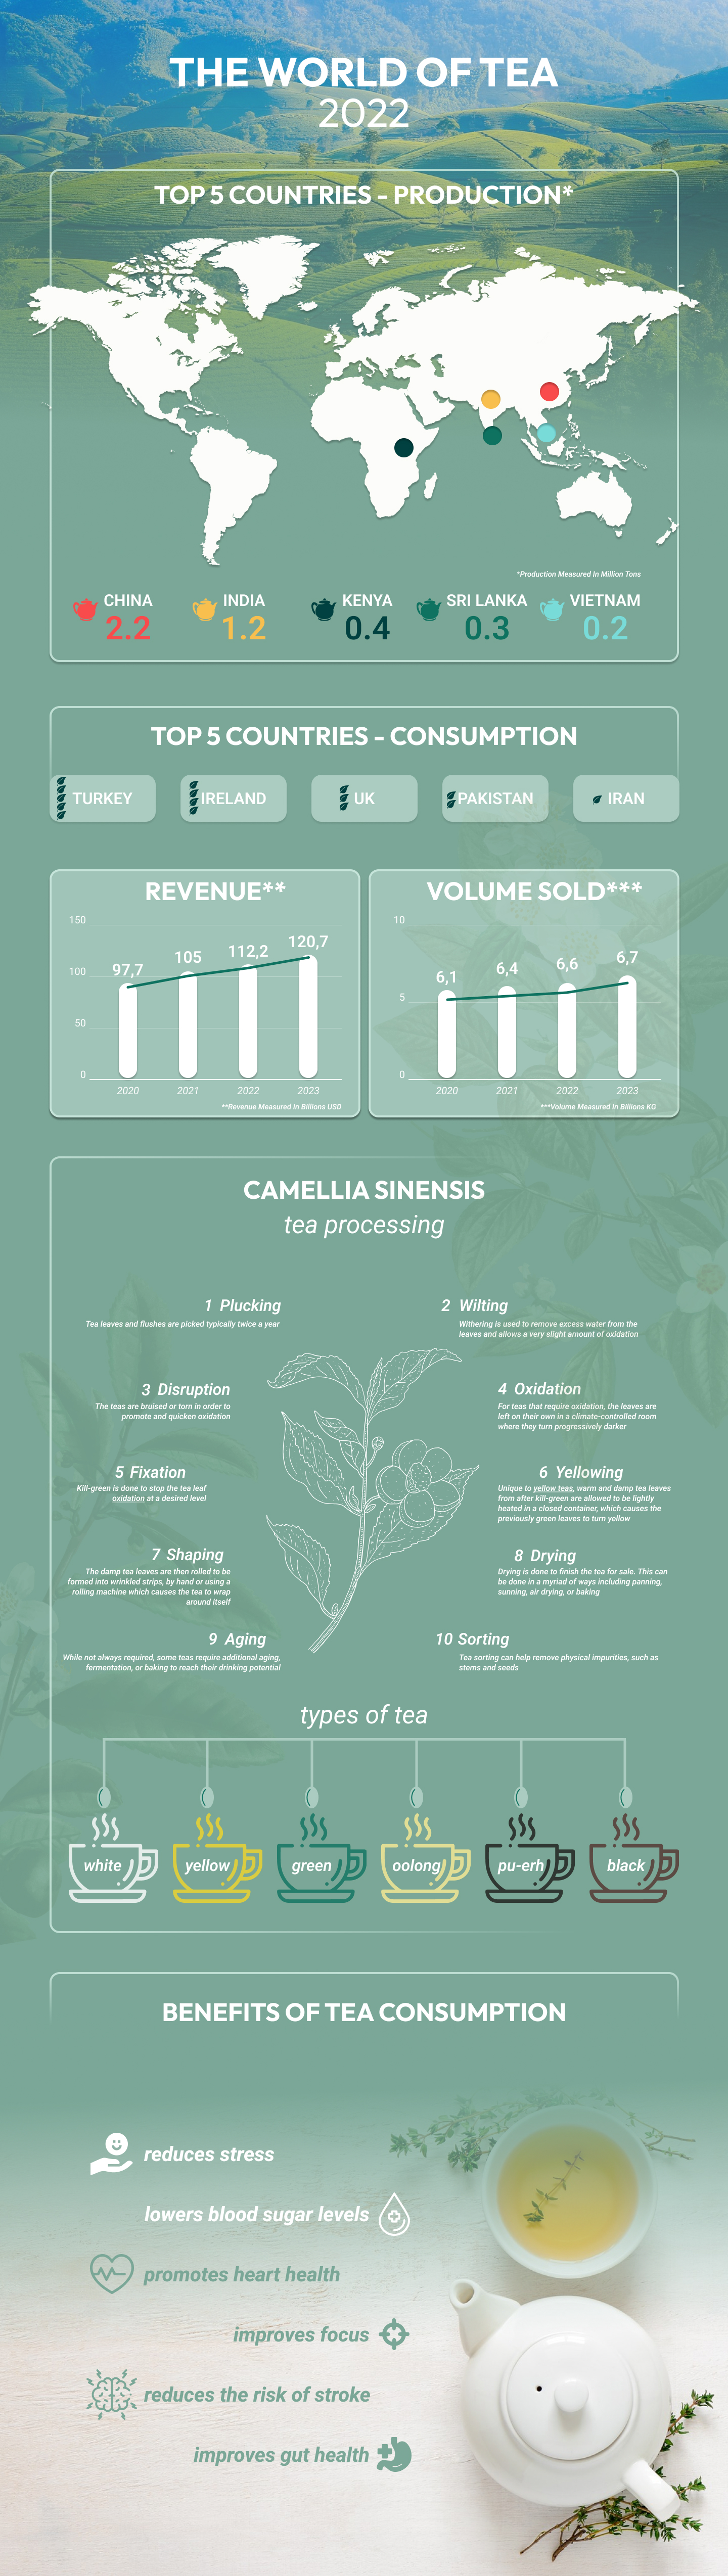 THE WORLD OF TEA
2022
TOP 5 COUNTRIES - PRODUCTION*
*Production Measured In Million Tons
CHINA
2.2
INDIA
1.2
KENYA
0.4
SRI LANKA
0.3
VIETNAM
0.2
TOP 5 COUNTRIES - CONSUMPTION
TURKEY
IRELAND
UK
PAKISTAN
IRAN
REVENUE**
150
100
50
0
97,7
105
112,2
120,7
2020
2021
2022
2023
**Revenue Measured In Billions USD
VOLUME SOLD***
10
5
0
6,1
6,4
6,6
6,7
2020
2021
2022
2023
***Volume Measured In Billions KG
CAMELLIA SINENSIS
tea processing
1 Plucking
Tea leaves and flushes are picked typically twice a year
2 Wilting
Withering is used to remove excess water from the
leaves and allows a very slight amount of oxidation
3 Disruption
The teas are bruised or torn in order to
promote and quicken oxidation
4 Oxidation
For teas that require oxidation, the leaves are
left on their own in a climate-controlled room
where they turn progressively darker
5 Fixation
Kill-green is done to stop the tea leaf
oxidation at a desired level
6 Yellowing
Unique to yellow teas, warm and damp tea leaves
from after kill-green are allowed to be lightly
heated in a closed container, which causes the
previously green leaves to turn yellow
7 Shaping
The damp tea leaves are then rolled to be
formed into wrinkled strips, by hand or using a
rolling machine which causes the tea to wrap
around itself
8 Drying
Drying is done to finish the tea for sale. This can
be done in a myriad of ways including panning,
sunning, air drying, or baking
9 Aging
While not always required, some teas require additional aging,
fermentation, or baking to reach their drinking potential
10 Sorting
Tea sorting can help remove physical impurities, such as
stems and seeds
types of tea
white
yellow
green
oolong
pu-erh
black
BENEFITS OF TEA CONSUMPTION
reduces stress
lowers blood sugar levels
promotes heart health
improves focus
reduces the risk of stroke
improves gut health